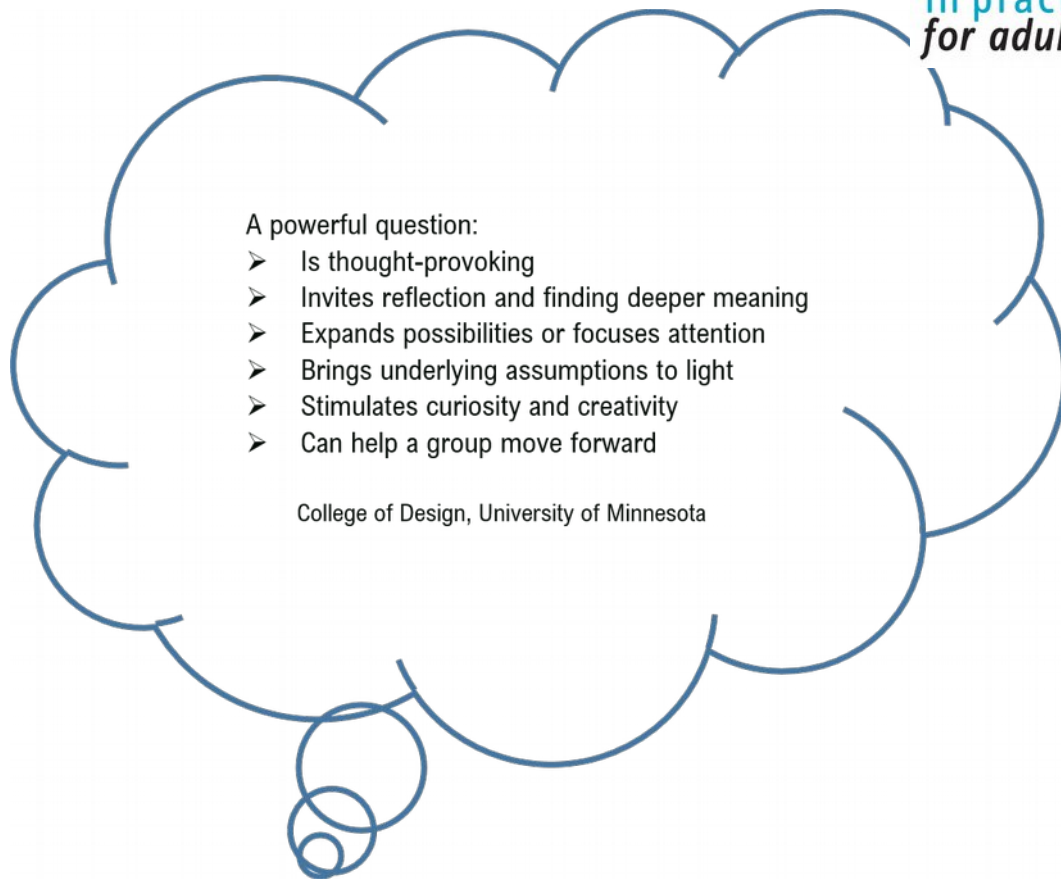 for
A powerful question:
➤ Is thought-provoking
➤ Invites reflection and finding deeper meaning
➤ Expands possibilities or focuses attention
➤ Brings underlying assumptions to light
➤ Stimulates curiosity and creativity
➤ Can help a group move forward
College of Design, University of Minnesota